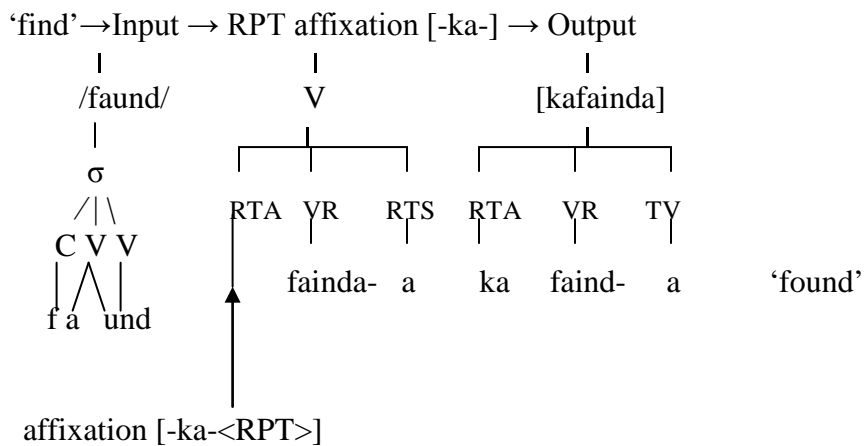 ‘find’→Input → RPT affixation [-ka-] → Output
/faund/ V [kafainda]
σ
RTA VR RTS RTA VR TV
C V V
fainda- a ka faind- a ‘found’
f a und
affixation [-ka-<RPT>]